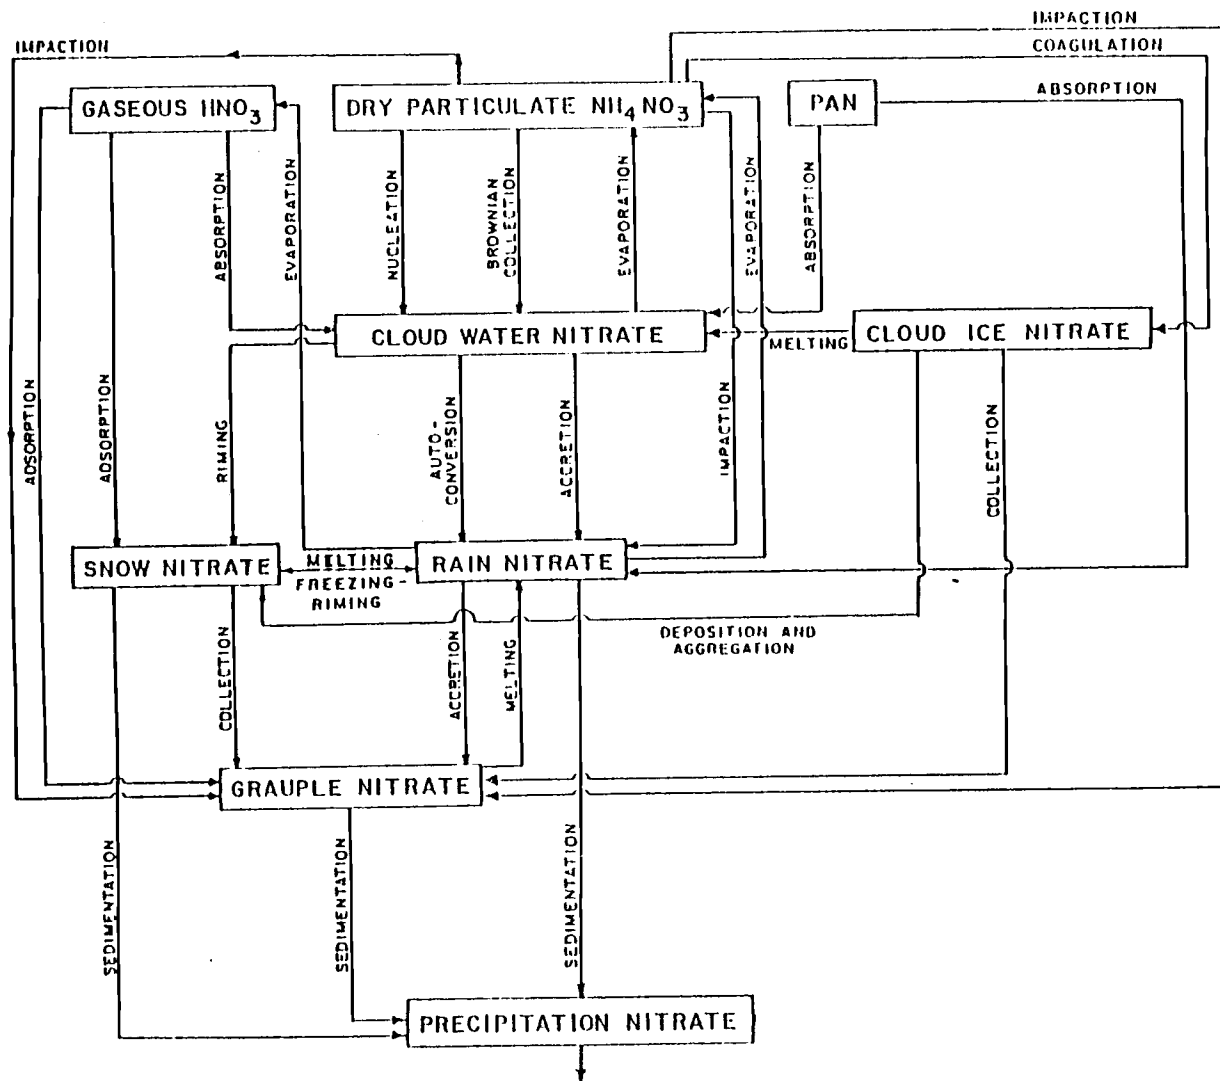 IMPACTION
IMPACTION
COAGULATION
ABSORPTION
GASEOUS HNO3
DRY PARTICULATE NH4NO3
PAN
ABSORPTION
EVAPORATION
NUCLEATION
BROWNIAN
COLLECTION
EVAPORATION
EVAPORATION
ABSORPTION
CLOUD WATER NITRATE
MELTING
CLOUD ICE NITRATE
ADSORPTION
ADSORPTION
RIMING
AUTO-
CONVERSION
ACCRETION
IMPACTION
COLLECTION
SNOW NITRATE
MELTING
FREEZING-
RIMING
RAIN NITRATE
DEPOSITION AND
AGGREGATION
COLLECTION
ACCRETION
MELTING
GRAUPLE NITRATE
SEDIMENTATION
SEDIMENTATION
SEDIMENTATION
PRECIPITATION NITRATE